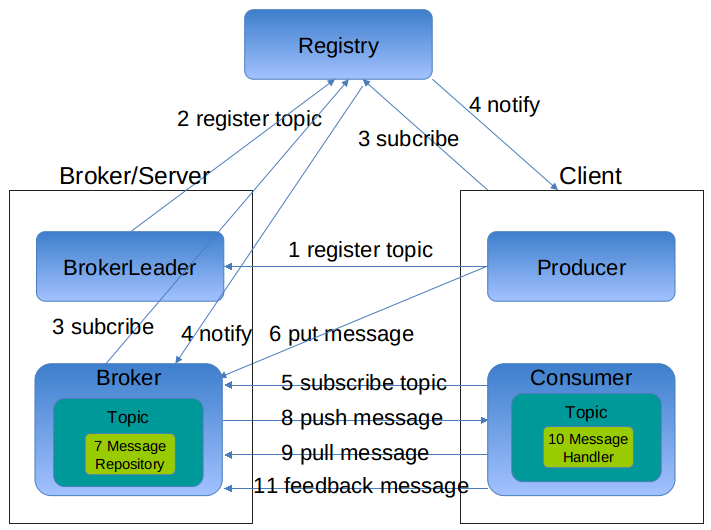 Registry
4 notify
2 register topic
3 subcribe
Broker/Server
Client
1 register topic
BrokerLeader
Producer
3 subcribe
4 notify
6 put message
Broker
5 subscribe topic
Consumer
Topic
8 push message
Topic
7 Message
Repository
10 Message
Handler
9 pull message
11 feedback message